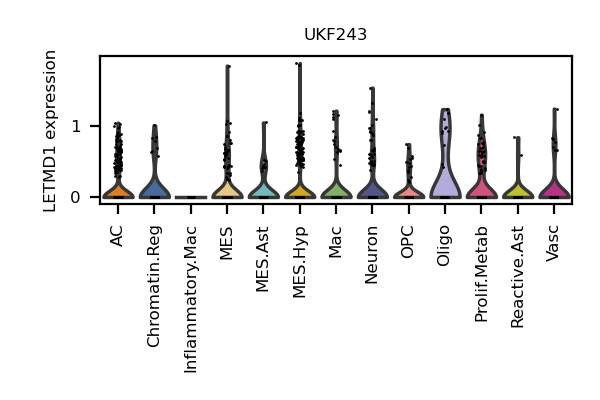 UKF243
LETMD1 expression
1
0
AC
Chromatin.Reg
Inflammatory.Mac
MES
MES.Ast
MES.Hyp
Mac
Neuron
OPC
Oligo
Prolif.Metab
Reactive.Ast
Vasc